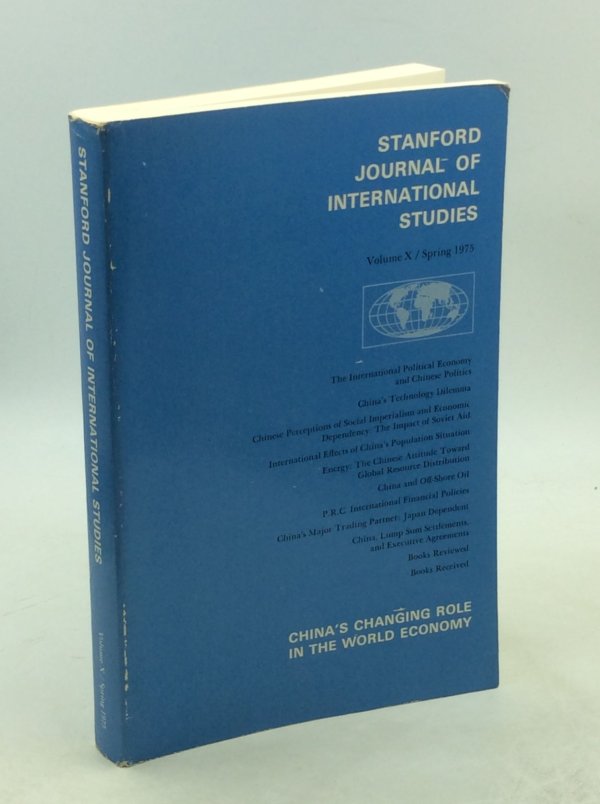 STANFORD
JOURNAL OF
INTERNATIONAL
STUDIES
Volume X / Spring 1975
The International Political Economy
and Chinese Politics
China's Technology Dilemma
Chinese Perceptions of Social Imperialism and Economic
Dependency: The Impact of Soviet Aid
International Effects of China's Population Situation
Energy: The Chinese Attitude Toward
Global Resource Distribution
China and Off-Shore Oil
P.R.C. International Financial Policies
China's Major Trading Partner: Japan Dependent
China, Lump Sum Settlements,
and Executive Agreements
Books Reviewed
Books Received
CHINA'S CHANGING ROLE
IN THE WORLD ECONOMY
STANFORD JOURNAL OF INTERNATIONAL STUDIES
Volume X / Spring 1975